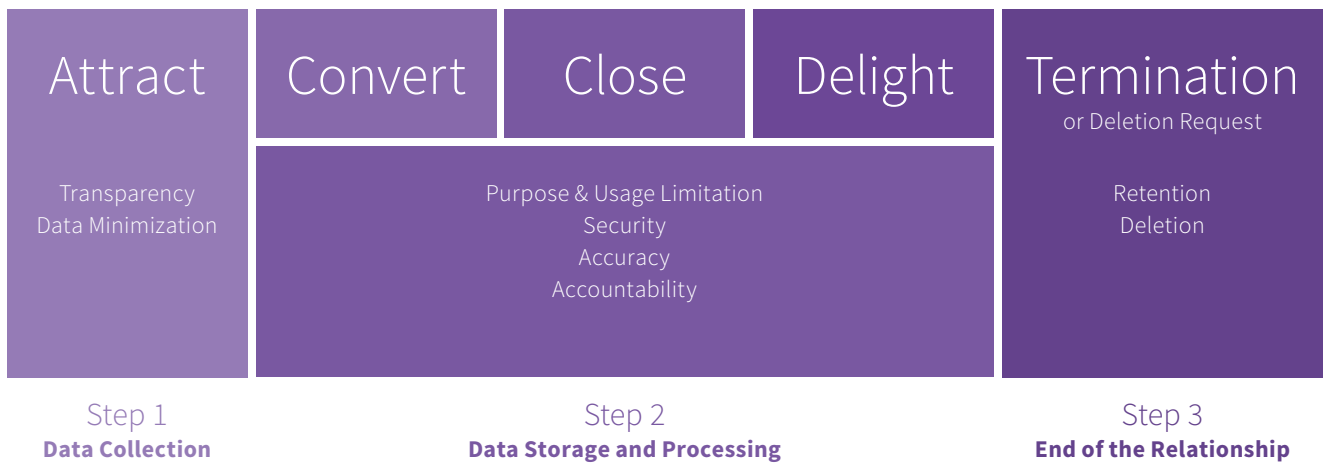 Attract
Transparency
Data Minimization
Convert
Close
Delight
Purpose & Usage Limitation
Security
Accuracy
Accountability
Termination
or Deletion Request
Retention
Deletion
Step 1
Data Collection
Step 2
Data Storage and Processing
Step 3
End of the Relationship